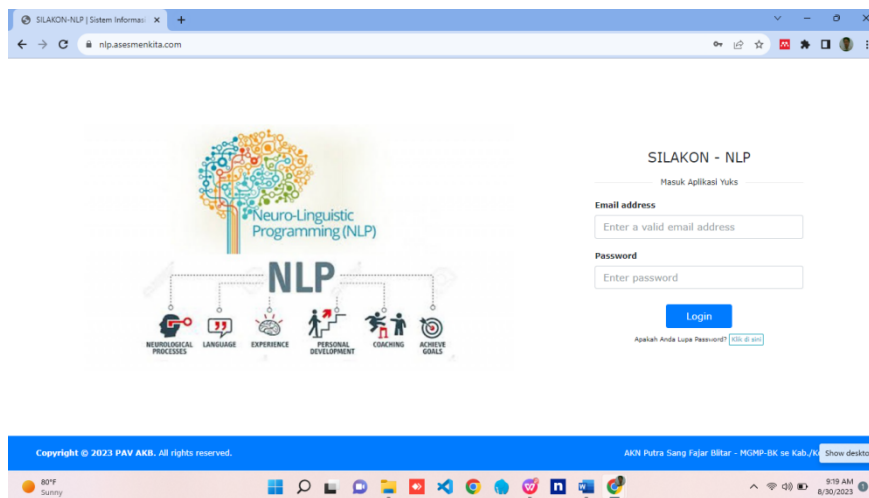 SILAKON-NLP | Sistem Informasi
nlp.asesmenkita.com
Neuro-Linguistic
Programming (NLP)
NLP
NEUROLOGICAL
PROCESSES
LANGUAGE
EXPERIENCE
PERSONAL
DEVELOPMENT
COACHING
ACHIEVE
GOALS
SILAKON - NLP
Masuk Aplikasi Yuks
Email address
Enter a valid email address
Password
Enter password
Login
Apakah Anda Lupa Password? Klik di sini
Copyright © 2023 PAV AKB. All rights reserved.
AKN Putra Sang Fajar Blitar - MGMP-BK se Kab./
Show deskto
80°F
Sunny
9:19 AM
8/30/2023